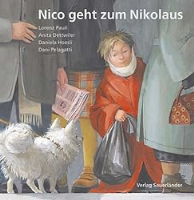 Nico geht zum Nikolaus
Lorenz Pauli
Anita Dettwiler
Daniela Hoesli
Dani Pelagatti
Verlag Sauerländer